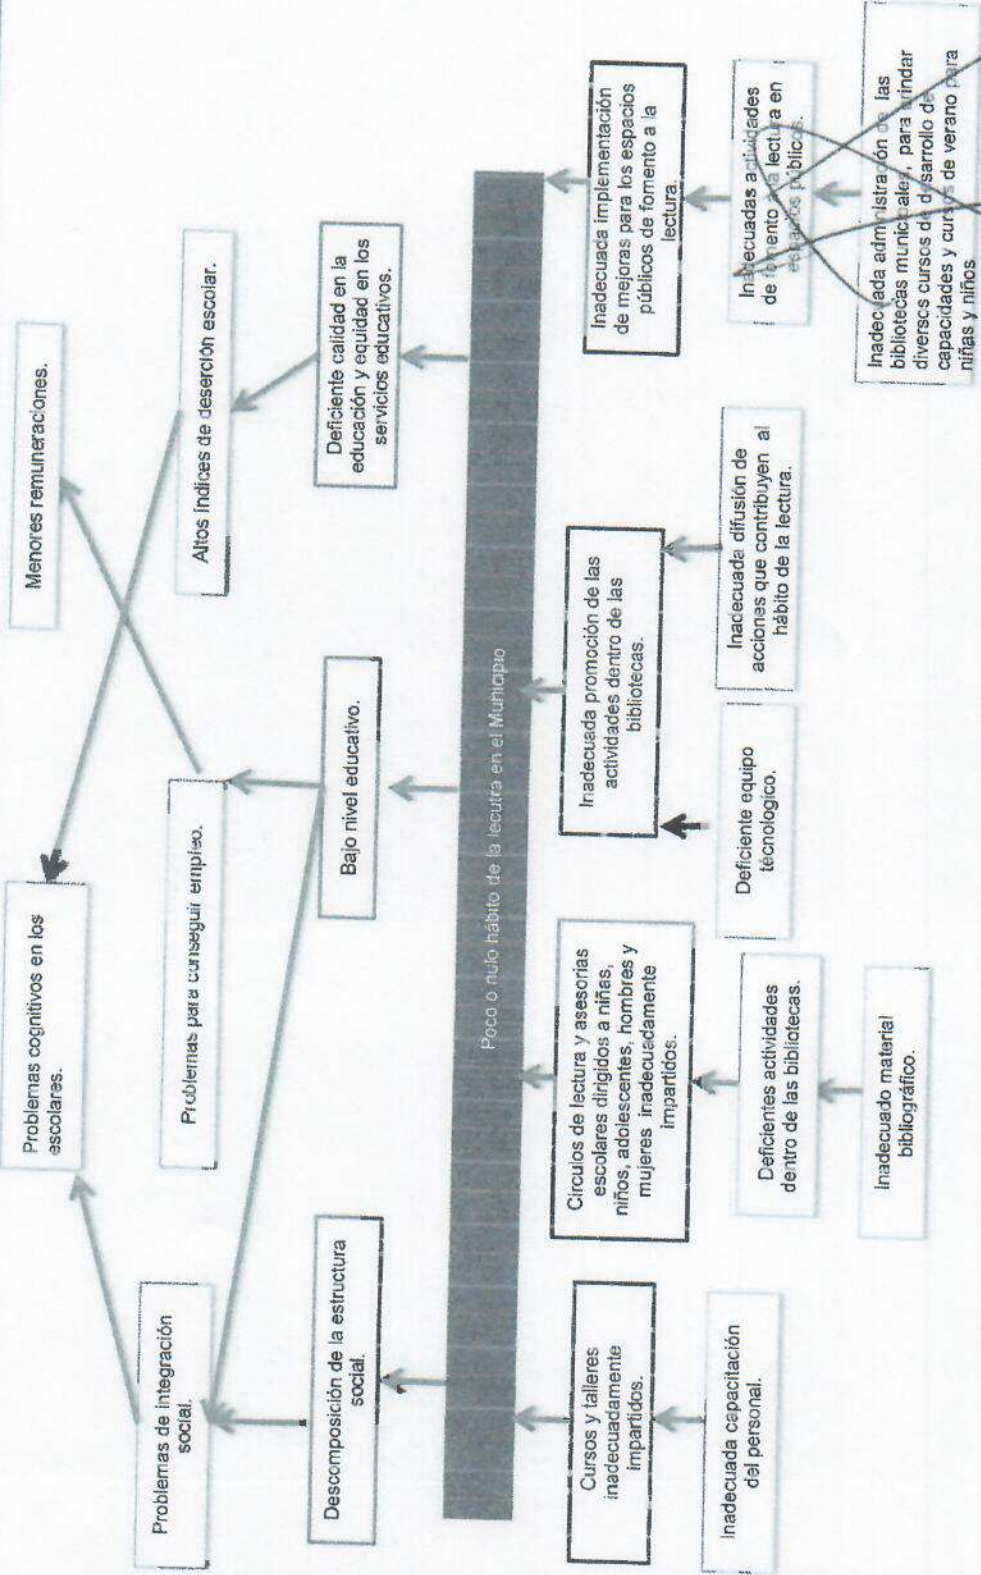 Problemas cognitivos en los
escolares.
Menores remuneraciones.
Problemas de integración
social.
Problemas para conseguir empleo.
Altos índices de deserción escolar.
Descomposición de la estructura
social.
Bajo nivel educativo.
Deficiente calidad en la
educación y equidad en los
servicios educativos.
Poco o nulo hábito de la lecutra en el Municipio
Cursos y talleres
inadecuadamente
impartidos.
Circulos de lectura y asesorias
escolares dirigidos a niñas,
niños, adolescentes, hombres y
mujeres inadecuadamente
impartidos.
Inadecuada promoción de las
actividades dentro de las
bibliotecas.
Inadecuada implementación
de mejoras para los espacios
públicos de fomento a la
lectura.
Inadecuada capacitación
del personal.
Deficientes actividades
dentro de las bibliotecas.
Deficiente equipo
técnologico.
Inadecuada difusión de
acciones que contribuyen al
hábito de la lectura.
Inadecuadas actividades
de fomento a la lectura en
espacios públicos.
Inadecuado material
bibliográfico.
Inadecuada administración de las
bibliotecas municipales, para brindar
diversos cursos de desarrollo de
capacidades y cursos de verano para
niñas y niños